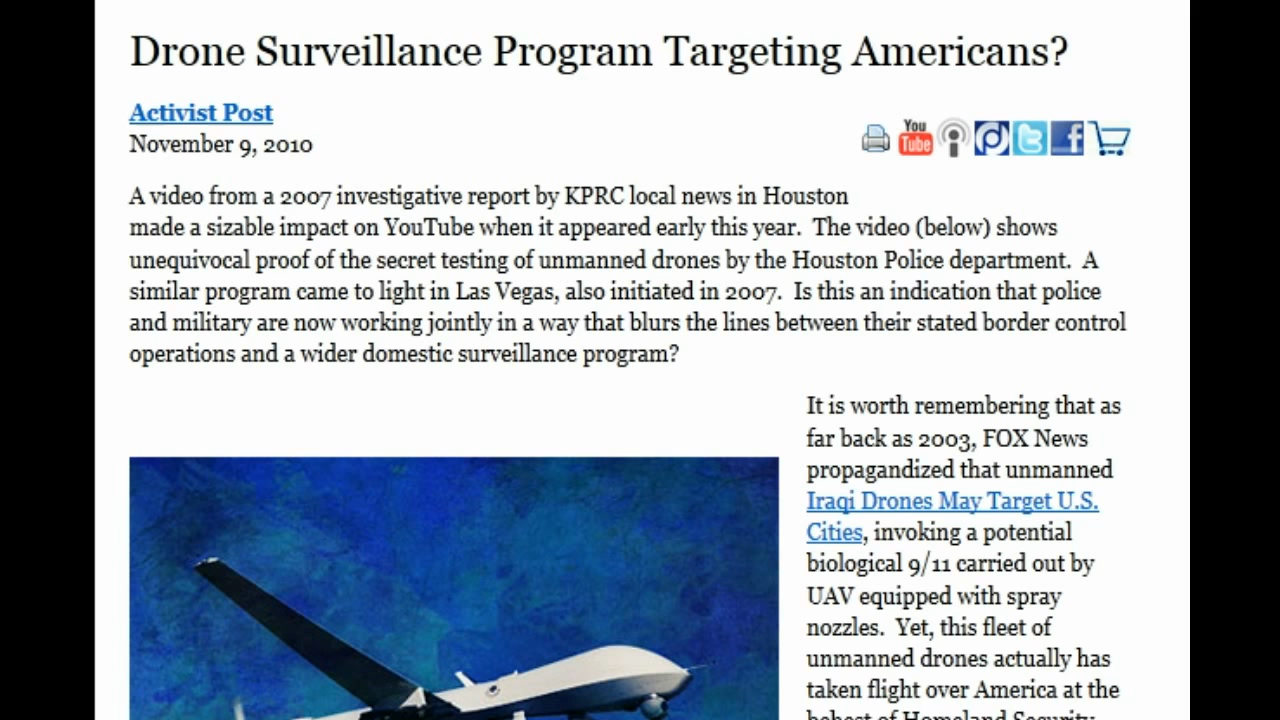 Drone Surveillance Program Targeting Americans?
Activist Post
November 9, 2010
You
Tube
A video from a 2007 investigative report by KPRC local news in Houston
made a sizable impact on YouTube when it appeared early this year.  The video (below) shows
unequivocal proof of the secret testing of unmanned drones by the Houston Police department.  A
similar program came to light in Las Vegas, also initiated in 2007.  Is this an indication that police
and military are now working jointly in a way that blurs the lines between their stated border control
operations and a wider domestic surveillance program?
It is worth remembering that as
far back as 2003, FOX News
propagandized that unmanned
Iraqi Drones May Target U.S.
Cities, invoking a potential
biological 9/11 carried out by
UAV equipped with spray
nozzles.  Yet, this fleet of
unmanned drones actually has
taken flight over America at the
behest of Homeland Security